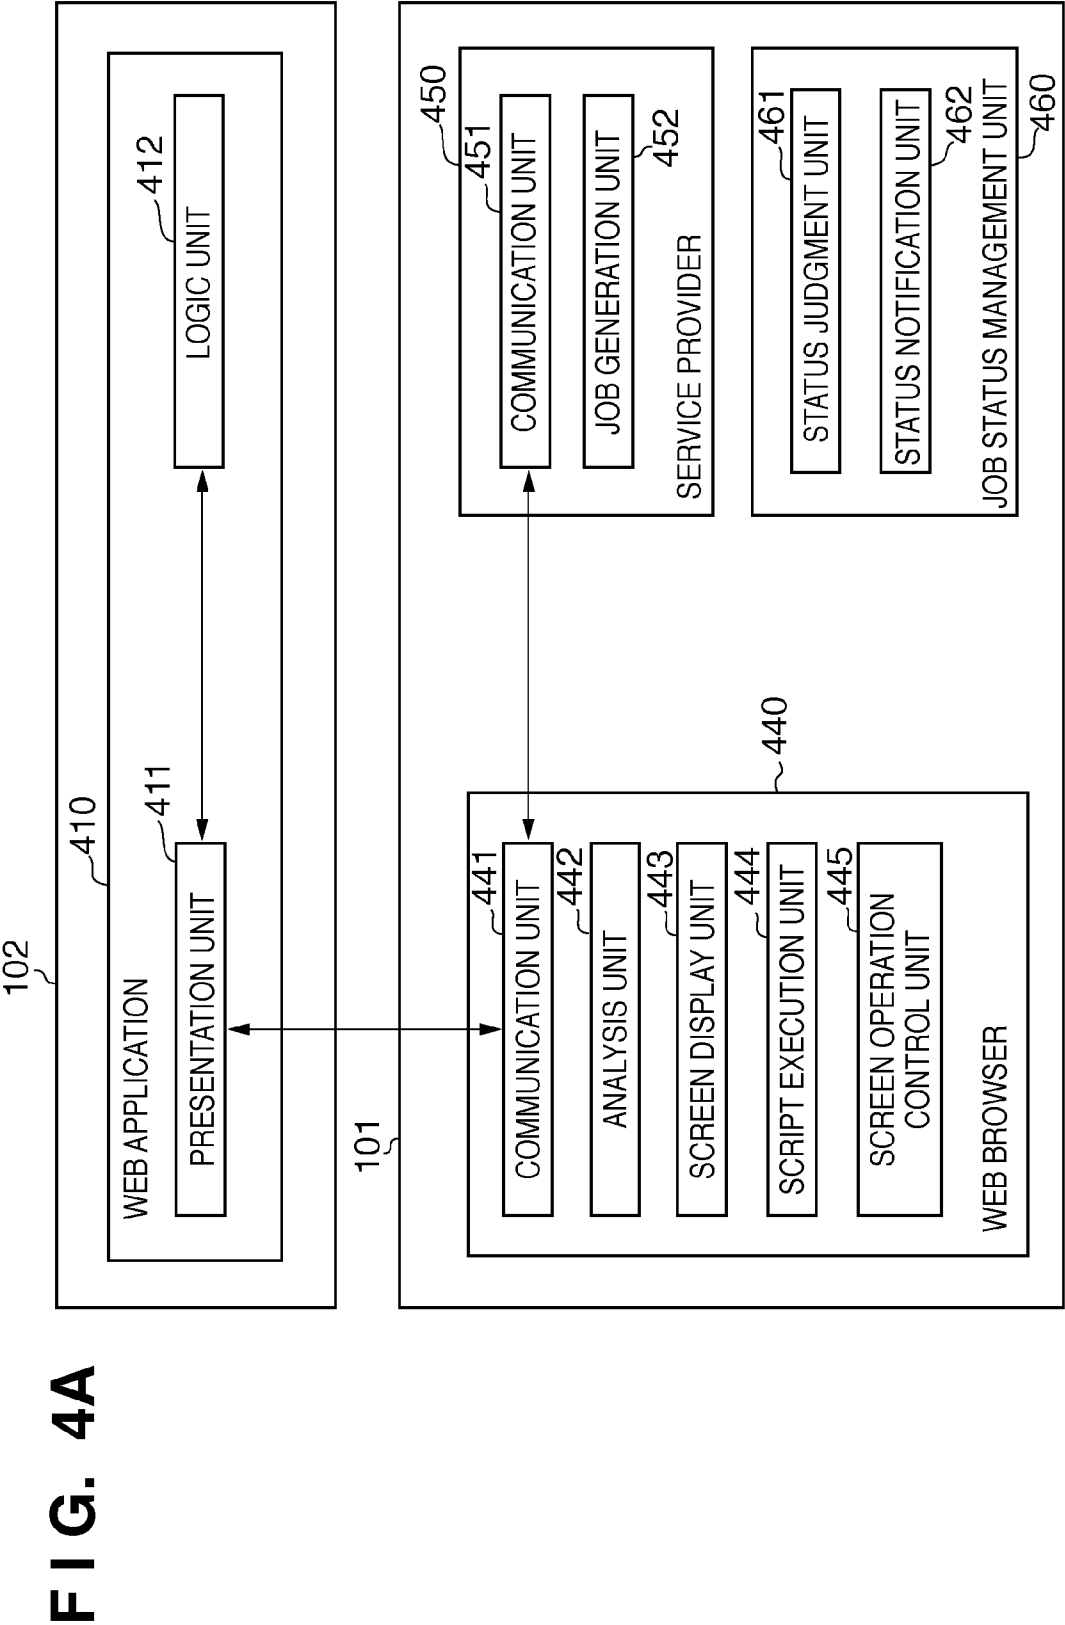 FIG. 4A
102
410
WEB APPLICATION
411
PRESENTATION UNIT
412
LOGIC UNIT
101
441
COMMUNICATION UNIT
442
ANALYSIS UNIT
443
SCREEN DISPLAY UNIT
444
SCRIPT EXECUTION UNIT
445
SCREEN OPERATION
CONTROL UNIT
WEB BROWSER
440
450
451
COMMUNICATION UNIT
JOB GENERATION UNIT
452
SERVICE PROVIDER
461
STATUS JUDGMENT UNIT
STATUS NOTIFICATION UNIT
462
JOB STATUS MANAGEMENT UNIT
460